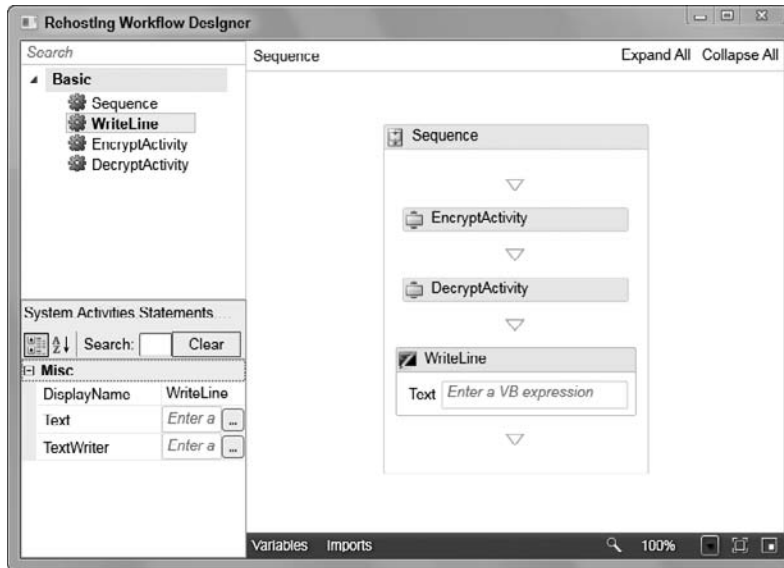 Rehosting Workflow Designer
Search
Basic
Sequence
WriteLine
EncryptActivity
DecryptActivity
System Activities Statements....
Search: Clear
Misc
DisplayName WriteLine
Text Enter a ...
TextWriter Enter a ...
Sequence Expand All Collapse All
Sequence
EncryptActivity
DecryptActivity
WriteLine
Text Enter a VB expression
Variables Imports 100%